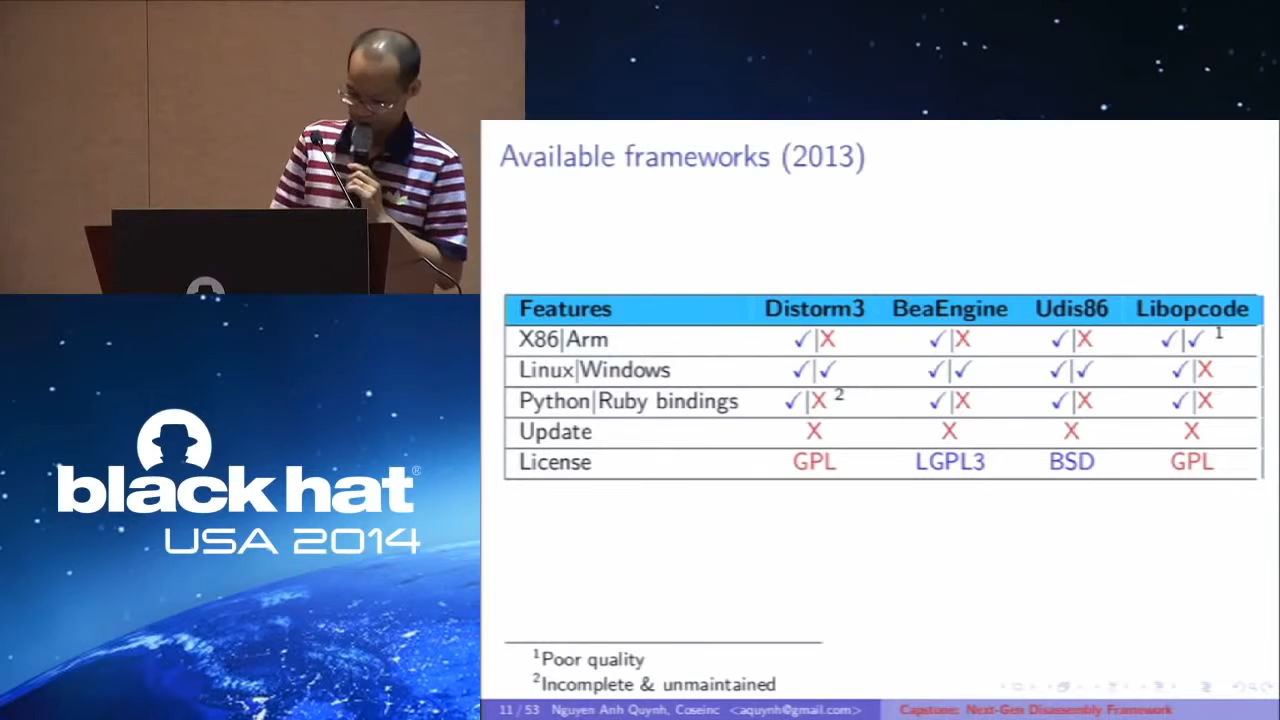 Available frameworks (2013)
Features Distorm3 BeaEngine Udis86 Libopcode
X86|Arm ✓|X ✓|X ✓|X ✓|✓ 1
Linux|Windows ✓|✓ ✓|✓ ✓|✓ ✓|X
Python|Ruby bindings ✓|X 2 ✓|X ✓|X ✓|X
Update X X X X
License GPL LGPL3 BSD GPL
1Poor quality
2Incomplete & unmaintained
11 / 53 Nguyen Anh Quynh, Coseinc <aquynh@gmail.com> Capstone: Next-Gen Disassembly Framework
black hat®
USA 2014